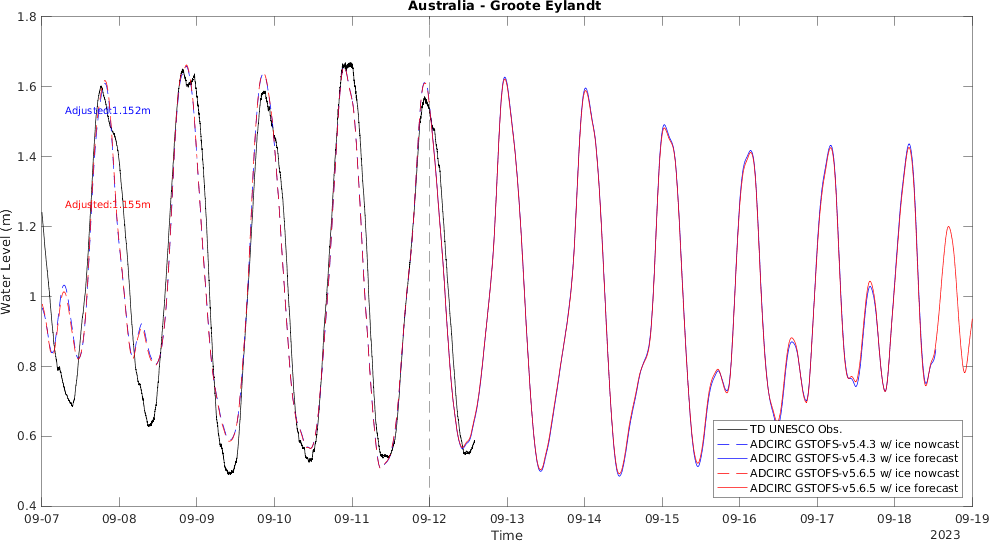 Australia - Groote Eylandt
1.8
1.6
1.4
1.2
1
0.8
0.6
0.4
Water Level (m)
Adjusted:1.152m
Adjusted:1.155m
TD UNESCO Obs.
ADCIRC GSTOFS-v5.4.3 w/ ice nowcast
ADCIRC GSTOFS-v5.4.3 w/ ice forecast
ADCIRC GSTOFS-v5.6.5 w/ ice nowcast
ADCIRC GSTOFS-v5.6.5 w/ ice forecast
09-07 09-08 09-09 09-10 09-11 09-12 09-13 09-14 09-15 09-16 09-17 09-18 09-19
Time
2023